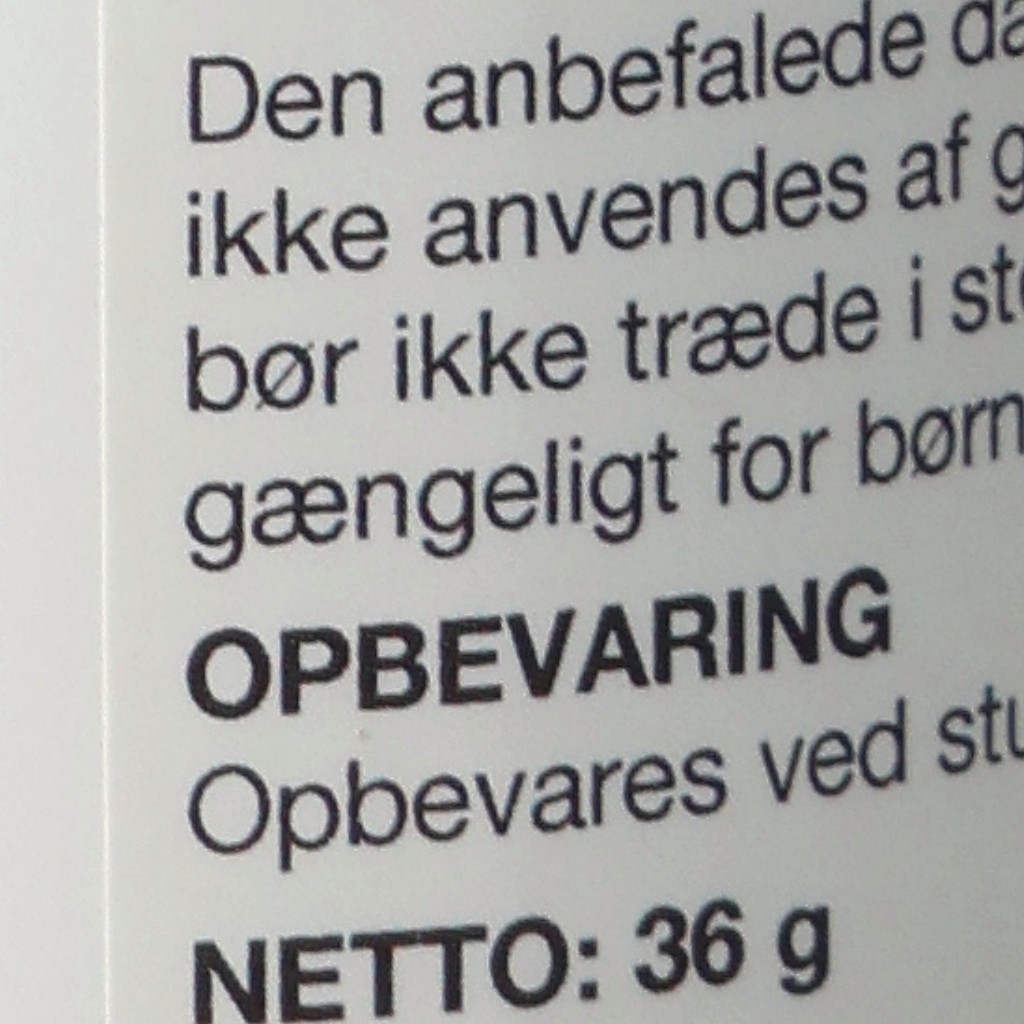 Den anbefalede
ikke anvendes af
bør ikke træde i
gængeligt for børn
OPBEVARING
Opbevares ved
NETTO: 36 g